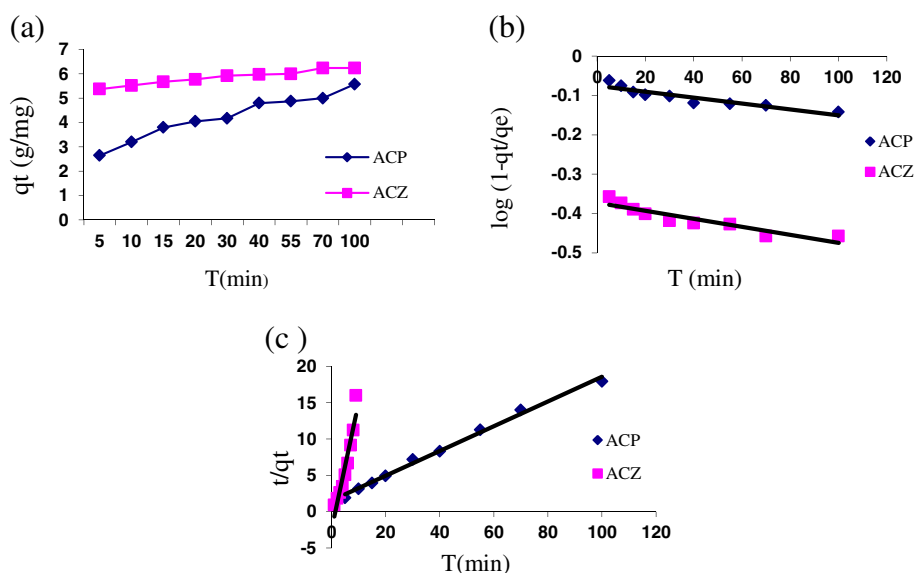 (a)
7
6
5
4
3
2
1
0
qt (g/mg)
ACP
ACZ
5 10 15 20 30 40 55 70 100
T(min)
(b)
-0
-0.1
-0.2
-0.3
-0.4
-0.5
log (1-qt/qe)
0 20 40 60 80 100 120
ACP
ACZ
T (min)
(c )
20
15
10
5
0
-5
t/qt
ACP
ACZ
0 20 40 60 80 100 120
T(min)